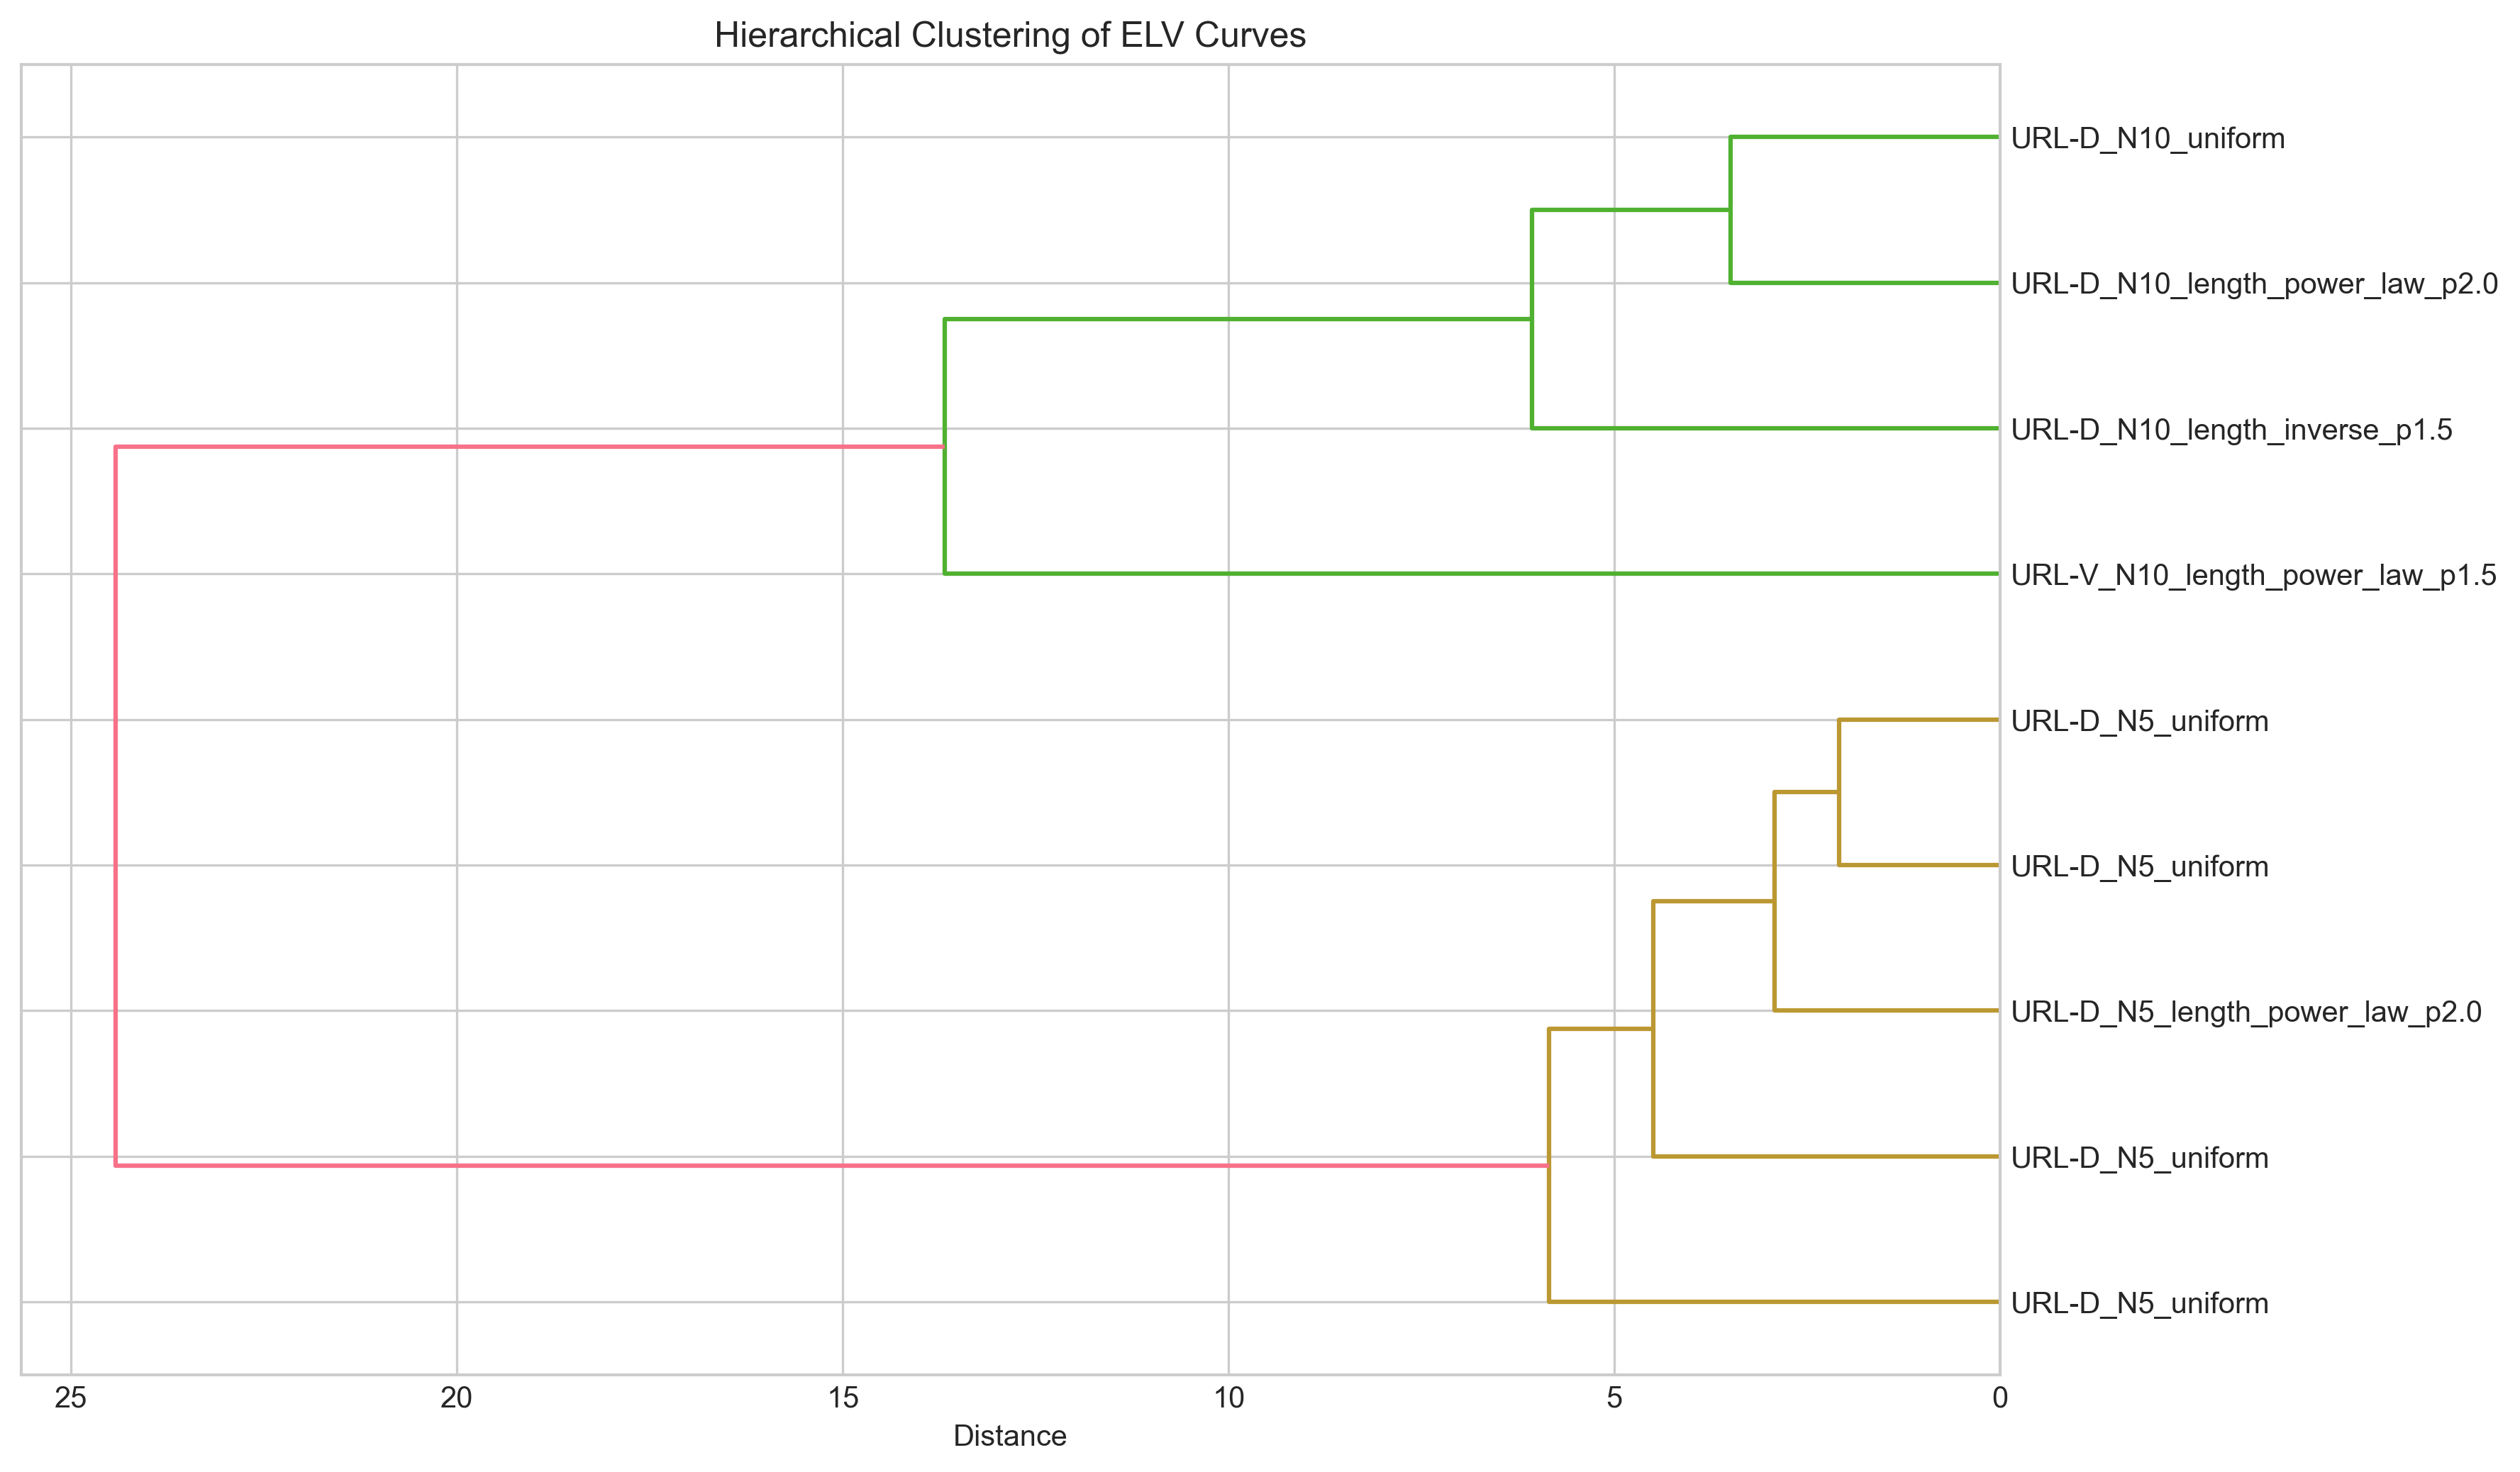 Hierarchical Clustering of ELV Curves
URL-D_N10_uniform
URL-D_N10_length_power_law_p2.0
URL-D_N10_length_inverse_p1.5
URL-V_N10_length_power_law_p1.5
URL-D_N5_uniform
URL-D_N5_uniform
URL-D_N5_length_power_law_p2.0
URL-D_N5_uniform
URL-D_N5_uniform
25 20 15 10 5 0
Distance